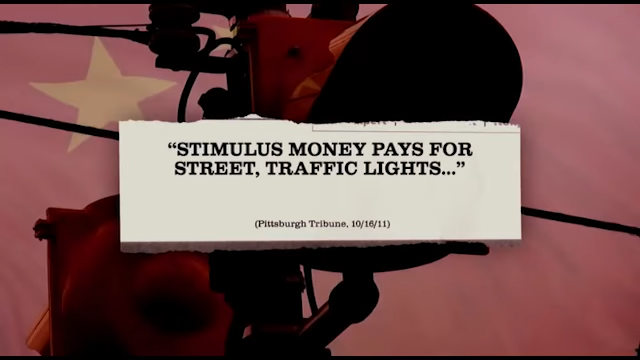 “STIMULUS MONEY PAYS FOR
STREET, TRAFFIC LIGHTS...”
(Pittsburgh Tribune, 10/16/11)